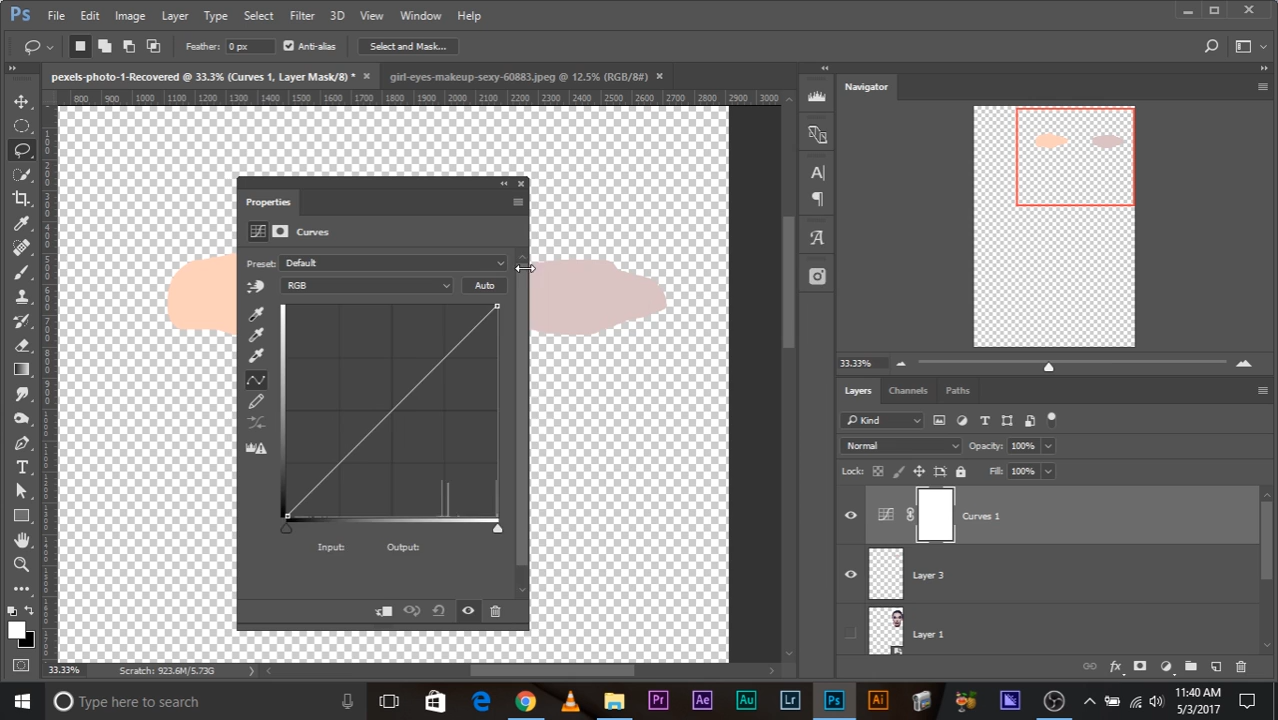 Ps File Edit Image Layer Type Select Filter 3D View Window Help
Feather: 0 px Anti-alias Select and Mask...
pexels-photo-1-Recovered @ 33.3% (Curves 1, Layer Mask/8) * × girl-eyes-makeup-sexy-60883.jpeg @ 12.5% (RGB/8#) ×
800 900 1000 1100 1200 1300 1400 1500 1600 1700 1800 1900 2000 2100 2200 2300 2400 2500 2600 2700 2800 2900 3000
Navigator
33.33%
Properties
Curves
Preset: Default
RGB Auto
Input: Output:
Layers Channels Paths
Kind
Normal Opacity: 100%
Lock: Fill: 100%
Curves 1
Layer 3
Layer 1
33.33% Scratch: 923.6M/5.73G
Type here to search
Pr Ae Au Lr Ps Ai
11:40 AM
5/3/2017